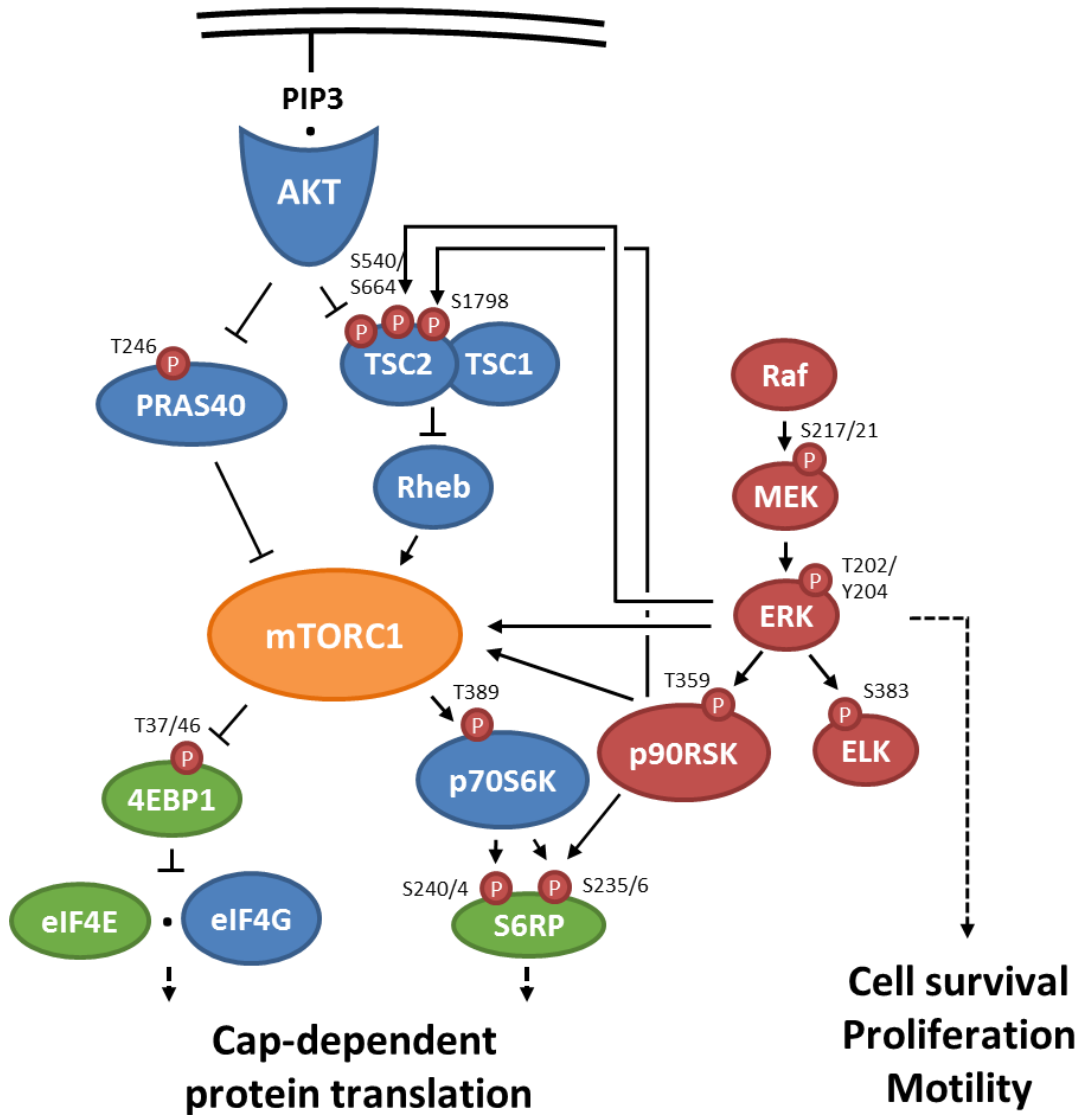 PIP3
AKT
S540/
S664
S1798
P
P
P
T246
P
TSC2
TSC1
PRAS40
Raf
S217/21
P
MEK
Rheb
T202/
Y204
P
ERK
mTORC1
T359
P
S383
P
T389
P
T37/46
P
p90RSK
ELK
p70S6K
4EBP1
S240/4
P
P
S235/6
eIF4E
eIF4G
S6RP
Cap-dependent
protein translation
Cell survival
Proliferation
Motility